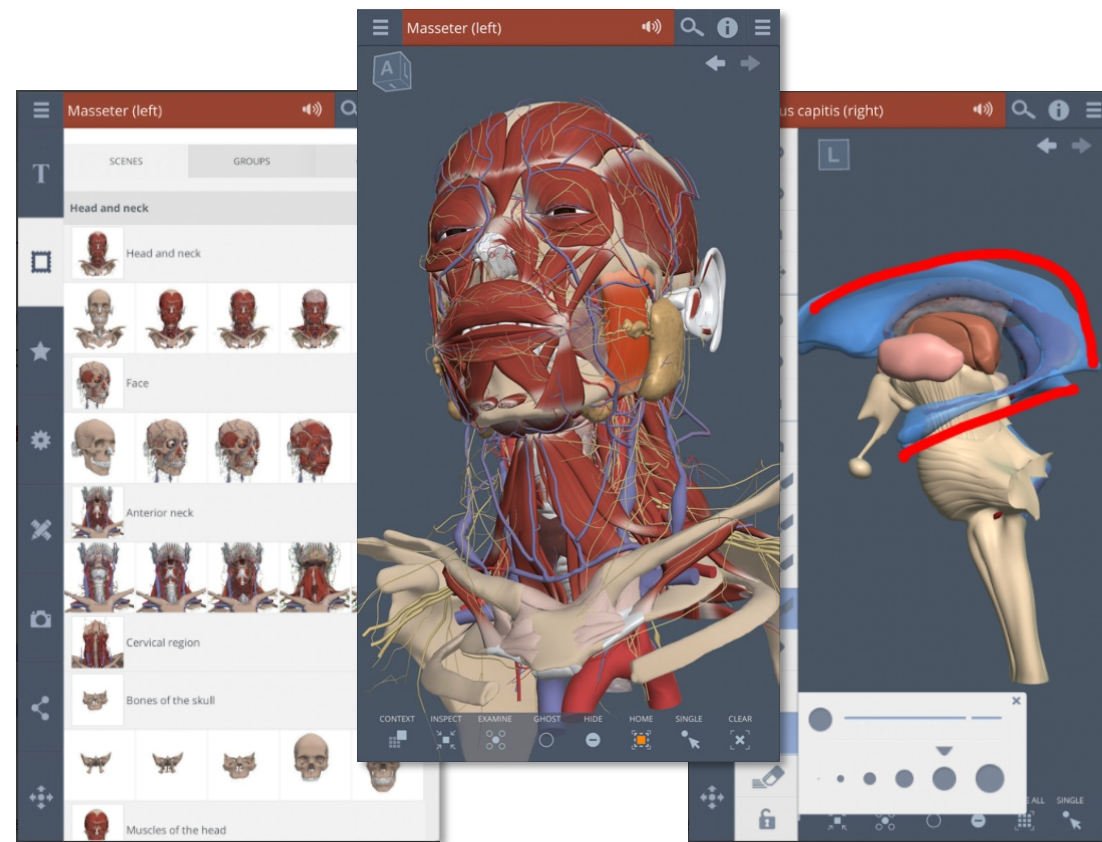 Masseter (left)
T
SCENES
GROUPS
Head and neck
Head and neck
Face
Anterior neck
Cervical region
Bones of the skull
Muscles of the head
Masseter (left)
A
L
CONTEXT INSPECT EXAMINE GHOST HIDE HOME SINGLE CLEAR
us capitis (right)
L
ALL SINGLE